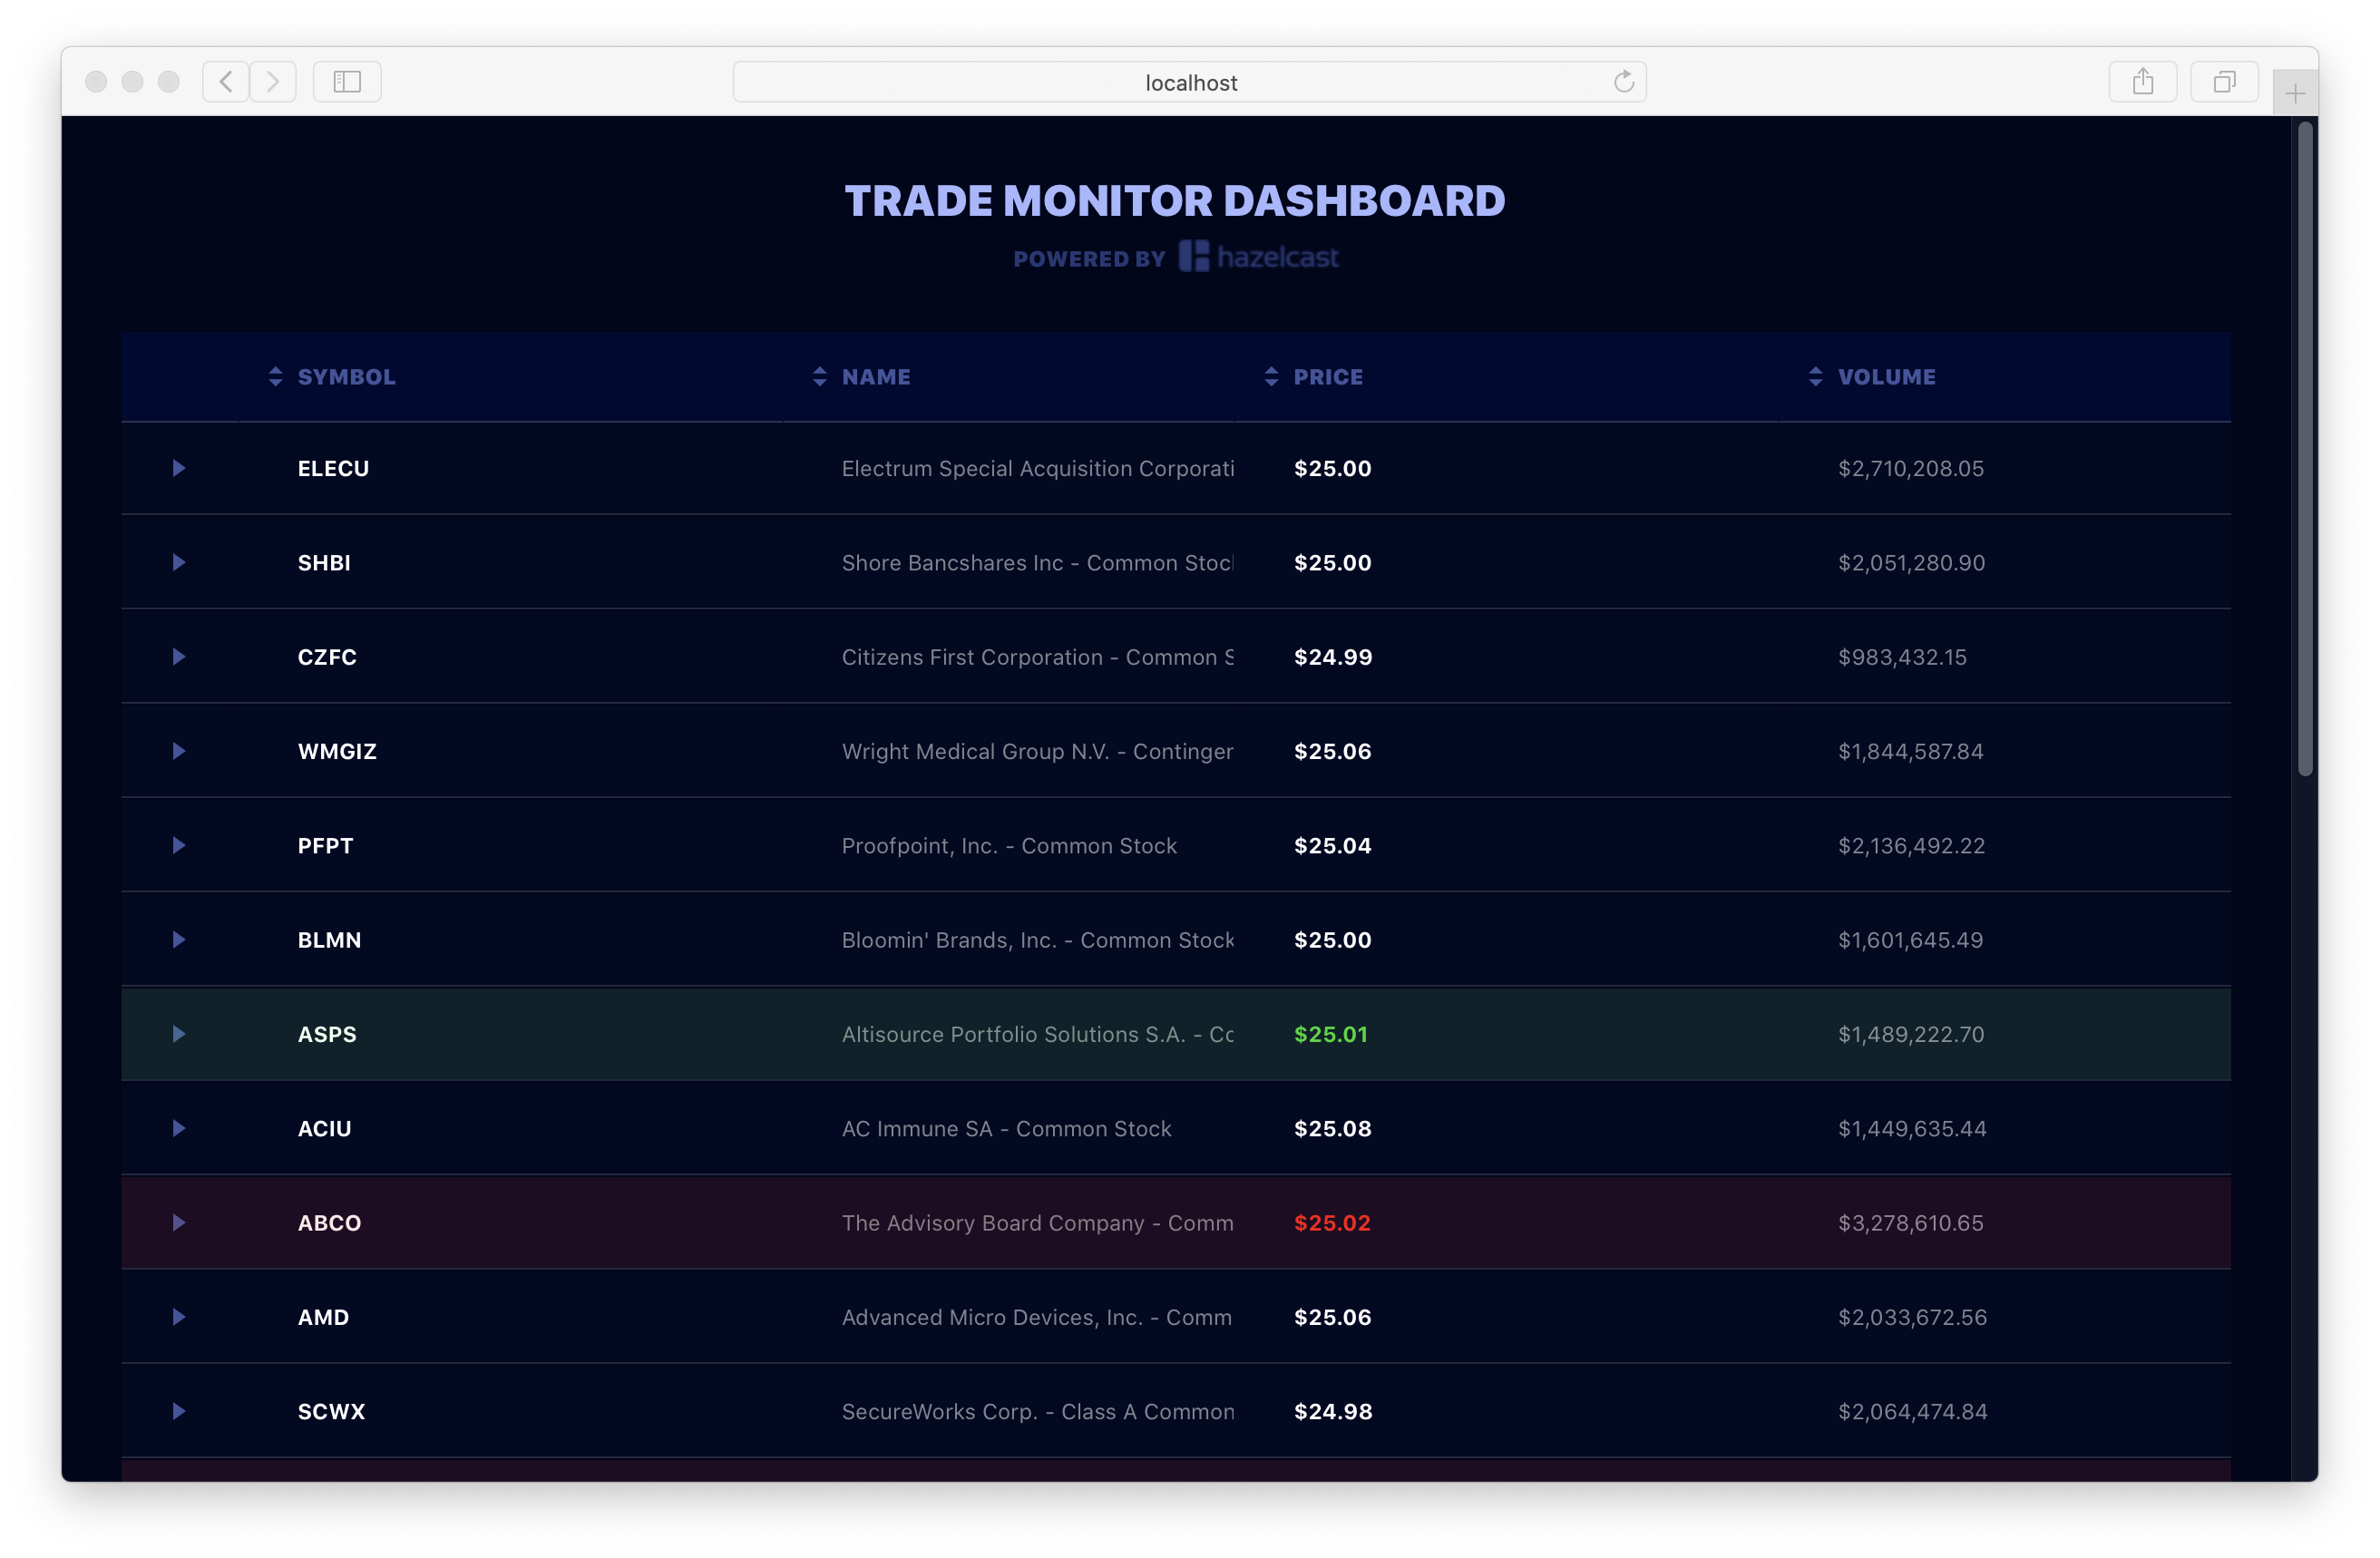 localhost
TRADE MONITOR DASHBOARD
POWERED BY hazelcast
SYMBOL NAME PRICE VOLUME
ELECU Electrum Special Acquisition Corporati $25.00 $2,710,208.05
SHBI Shore Bancshares Inc - Common Stoc $25.00 $2,051,280.90
CZFC Citizens First Corporation - Common S $24.99 $983,432.15
WMGIZ Wright Medical Group N.V. - Continger $25.06 $1,844,587.84
PFPT Proofpoint, Inc. - Common Stock $25.04 $2,136,492.22
BLMN Bloomin' Brands, Inc. - Common Stock $25.00 $1,601,645.49
ASPS Altisource Portfolio Solutions S.A. - Co $25.01 $1,489,222.70
ACIU AC Immune SA - Common Stock $25.08 $1,449,635.44
ABCO The Advisory Board Company - Comm $25.02 $3,278,610.65
AMD Advanced Micro Devices, Inc. - Comm $25.06 $2,033,672.56
SCWX SecureWorks Corp. - Class A Common $24.98 $2,064,474.84